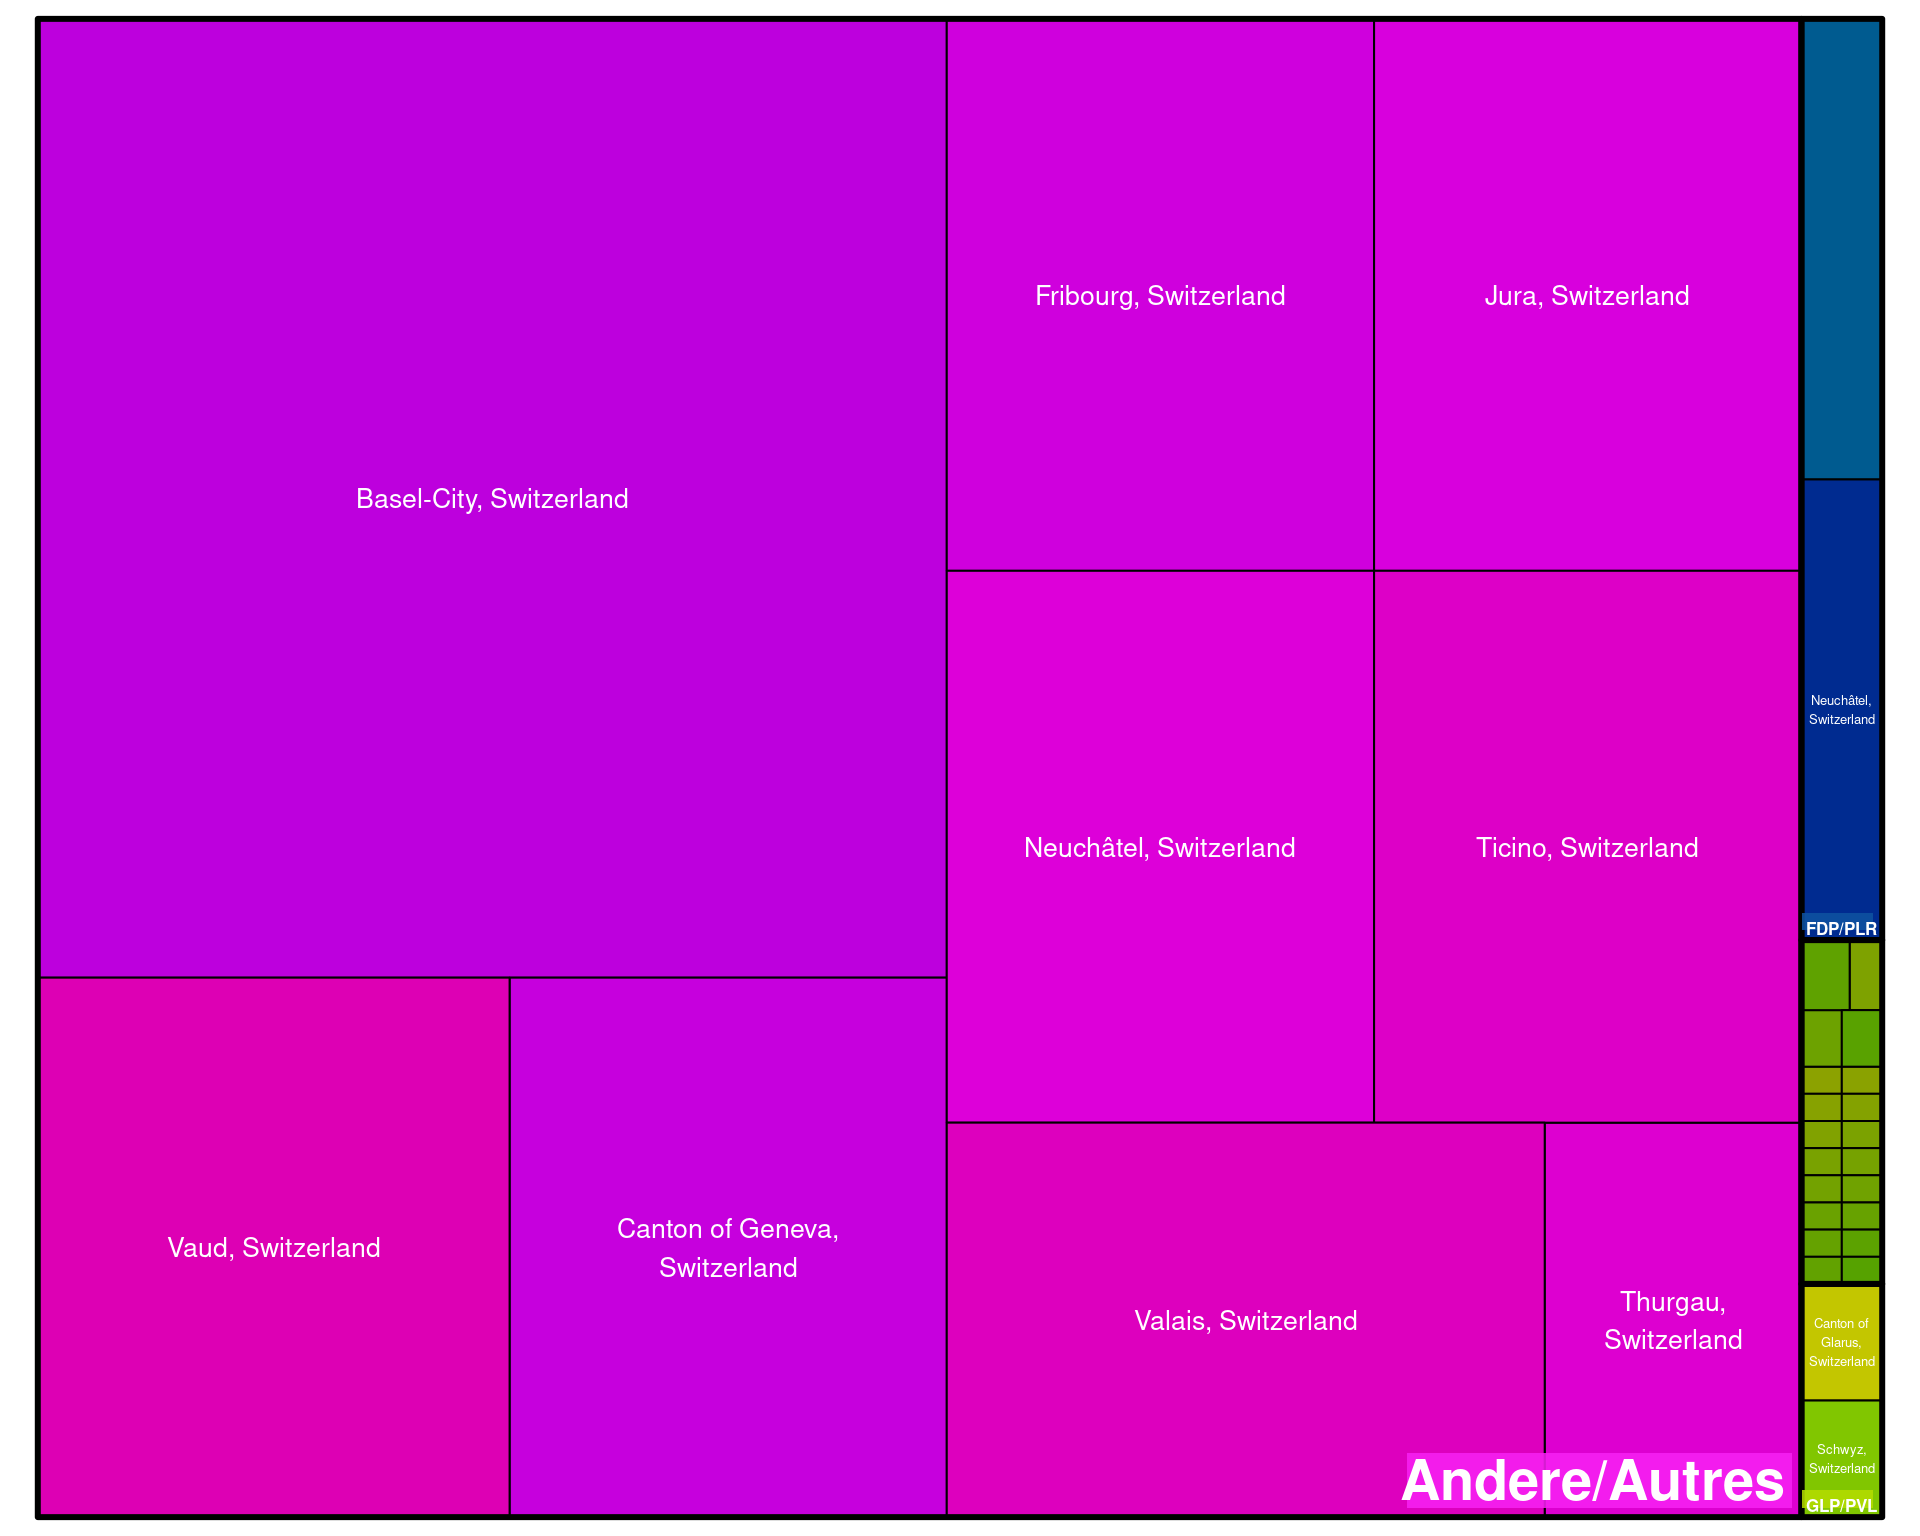 Basel-City, Switzerland
Fribourg, Switzerland
Jura, Switzerland
Neuchâtel, Switzerland
Ticino, Switzerland
Vaud, Switzerland
Canton of Geneva,
Switzerland
Valais, Switzerland
Thurgau,
Switzerland
Andere/Autres
Neuchâtel,
Switzerland
FDP/PLR
Canton of
Glarus,
Switzerland
Schwyz,
Switzerland
GLP/PVL